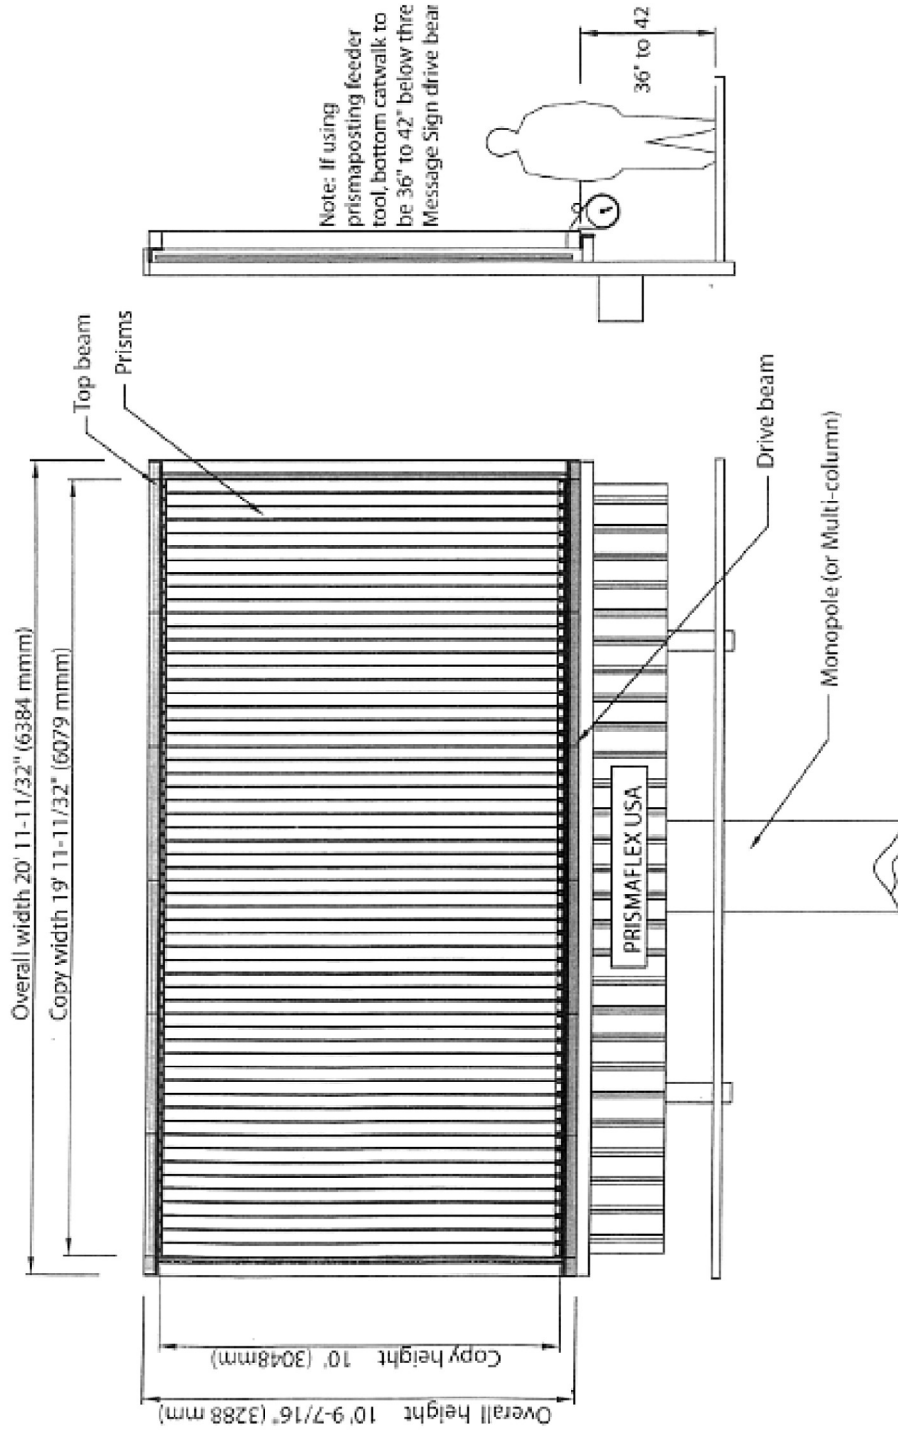 Overall width 20' 11-11/32" (6384 mmm)
Copy width 19' 11-11/32" (6079 mmm)
Top beam
Prisms
Note: If using
prismaposting feeder
tool, bottom catwalk to
be 36" to 42" below thre
Message Sign drive bear
36" to 42
Overall height 10' 9-7/16" (3288 mm)
Copy height 10' (3048mm)
PRISMAFLEX USA
Drive beam
Monopole (or Multi-column)